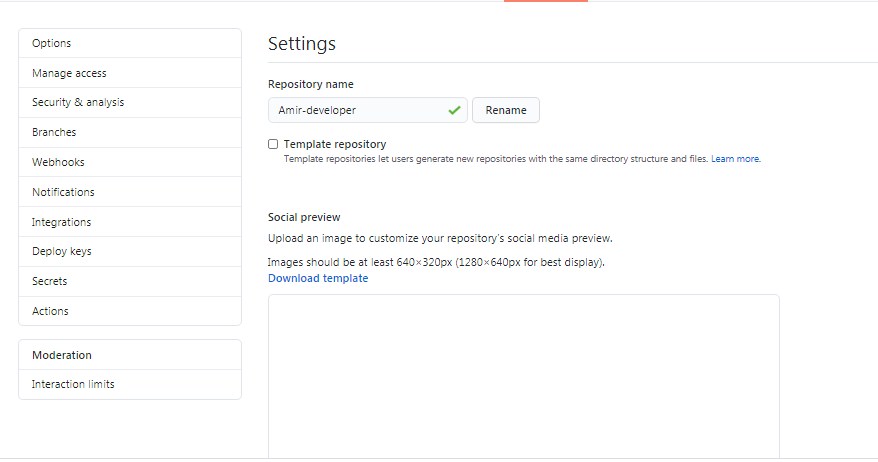 Options
Manage access
Security & analysis
Branches
Webhooks
Notifications
Integrations
Deploy keys
Secrets
Actions
Moderation
Interaction limits
Settings
Repository name
Amir-developer
Rename
Template repository
Template repositories let users generate new repositories with the same directory structure and files. Learn more.
Social preview
Upload an image to customize your repository's social media preview.
Images should be at least 640×320px (1280×640px for best display).
Download template